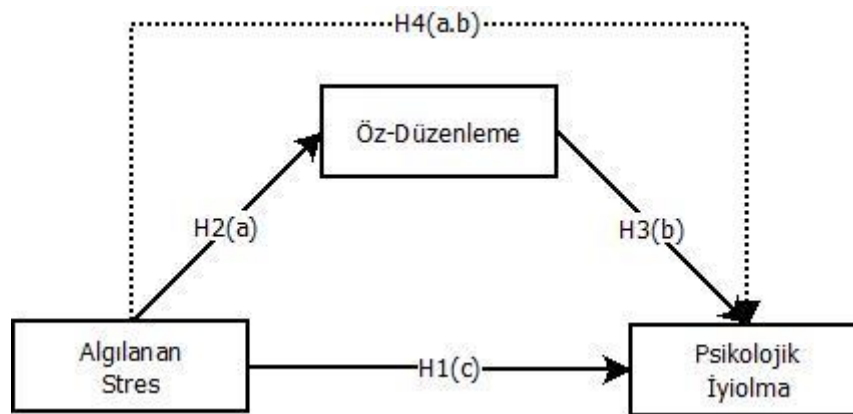 H4(a.b)
Öz-Düzenleme
H2(a)
H3(b)
Algılanan
Stres
H1(c)
Psikolojik
İyiolma